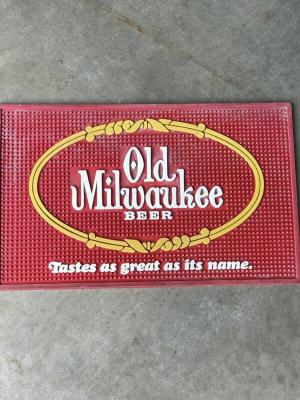 Old
Milwaukee
BEER
Tastes as great as its name.